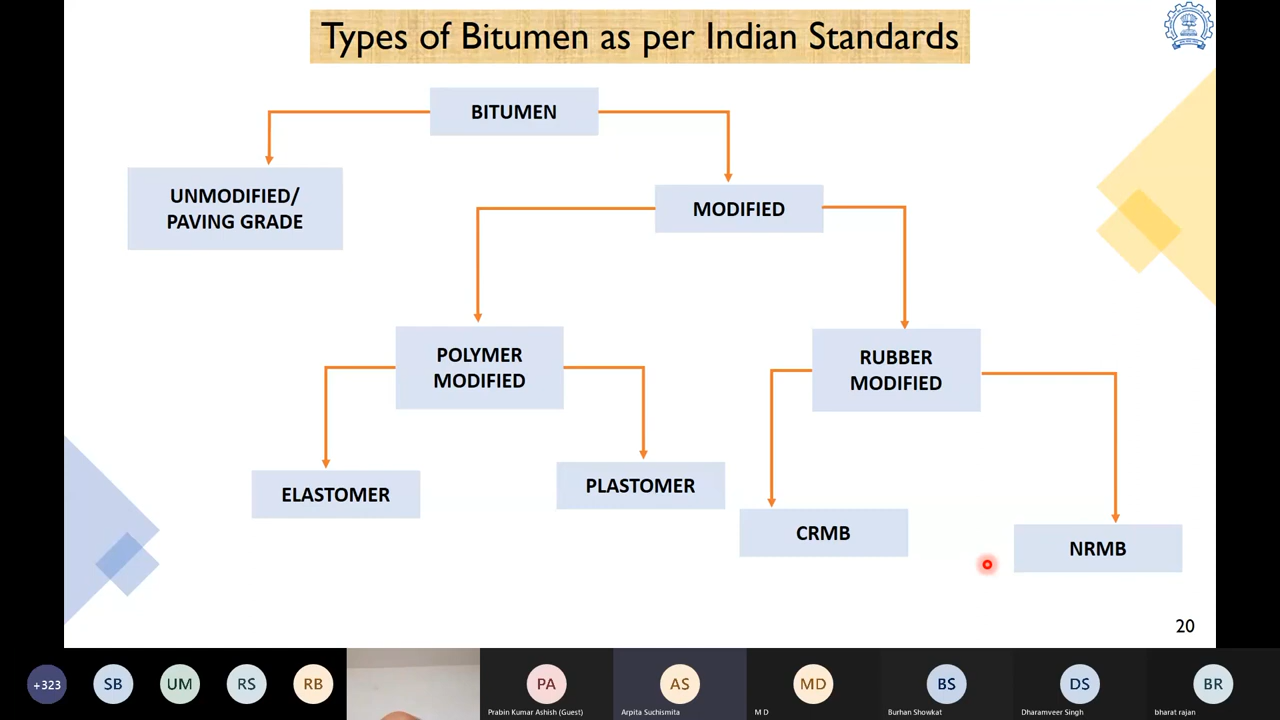 Types of Bitumen as per Indian Standards
BITUMEN
UNMODIFIED/
PAVING GRADE
MODIFIED
POLYMER
MODIFIED
RUBBER
MODIFIED
ELASTOMER
PLASTOMER
CRMB
NRMB
20
+323
SB
UM
RS
RB
PA
AS
MD
BS
DS
BR
Prabin Kumar Ashish (Guest)
Arpita Suchismita
M D
Burhan Showkat
Dharamveer Singh
bharat rajan